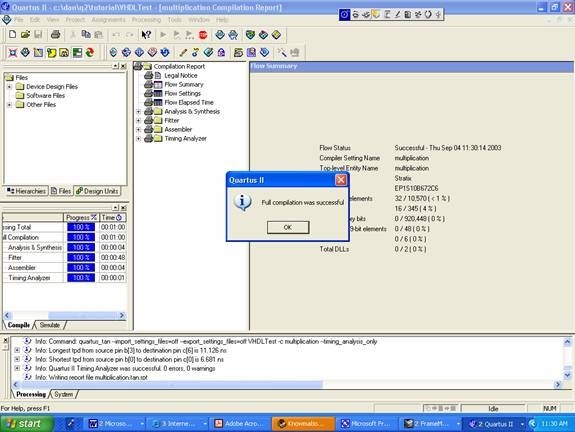 Quartus II - c:\dan\q2\tutorial\VHDLTest - [multiplication Compilation Report]
File View Project Assignments Processing Tools Window Help
Files
Device Design Files
Software Files
Other Files
Hierarchies Files Design Units
Compilation Report
Legal Notice
Flow Summary
Flow Settings
Flow Elapsed Time
Analysis & Synthesis
Fitter
Assembler
Timing Analyzer
Flow Summary
Flow Status Successful - Thu Sep 04 11:30:14 2003
Compiler Setting Name multiplication
Top-level Entity Name multiplication
Stratix
EP1S10B672C6
elements 32 / 10,570 ( < 1 % )
16 / 345 ( 4 % )
bits 0 / 920,448 ( 0 % )
9-bit elements 0 / 48 ( 0 % )
0 / 6 ( 0 % )
Total DLLs 0 / 2 ( 0 % )
Quartus II
Full compilation was successful
OK
Progress % Time
ssing Total 100 % 00:01:00
ll Compilation 100 % 00:01:00
Analysis & Synthesis 100 % 00:00:04
Fitter 100 % 00:00:48
Assembler 100 % 00:00:04
Timing Analyzer 100 % 00:00:01
Compile Simulate
Info: Command: quartus_tan --import_settings_files=off --export_settings_files=off VHDLTest -c multiplication --timing_analysis_only
Info: Longest tpd from source pin b[3] to destination pin c[6] is 11.126 ns
Info: Shortest tpd from source pin b[0] to destination pin c[0] is 6.681 ns
Info: Quartus II Timing Analyzer was successful. 0 errors, 0 warnings
Info: Writing report file multiplication.tan.rpt
Processing System
For Help, press F1
Idle NUM
start
2 Microso...
3 Interne...
Adobe Acro...
Knowmatio...
Microsoft Fr...
2 FrameM...
2 Quartus II
11:30 AM